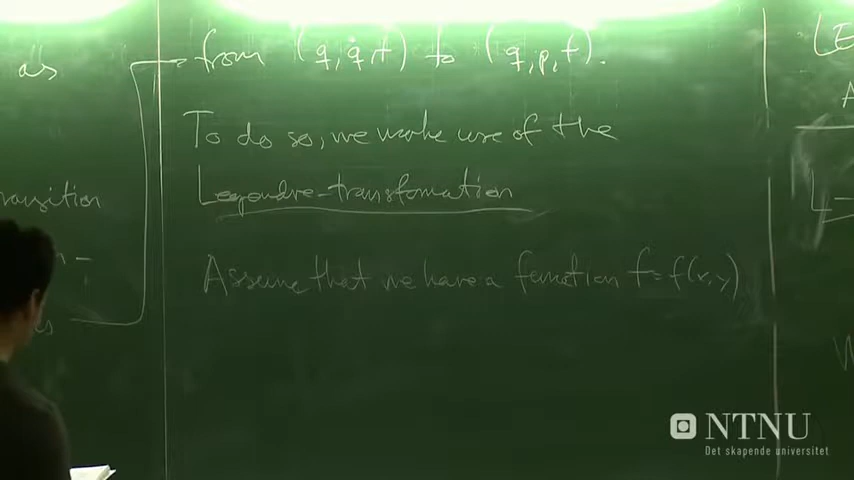 als
from (q, q̇, t) to (q, p, t).
To do so, we make use of the
Legendre-transformation
Assume that we have a function f = f(x, y)
NTNU
Det skapende universitet